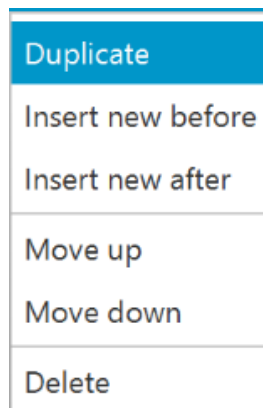 Duplicate
Insert new before
Insert new after
Move up
Move down
Delete